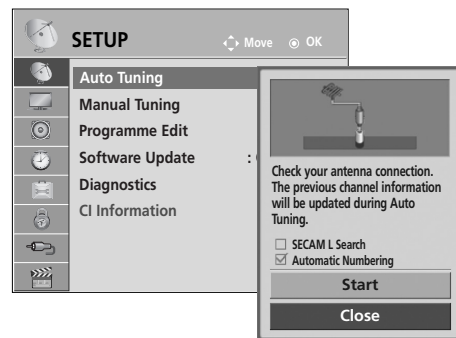 SETUP
Move OK
Auto Tuning
Manual Tuning
Programme Edit
Software Update :
Diagnostics
CI Information
Check your antenna connection.
The previous channel information
will be updated during Auto
Tuning.
SECAM L Search
Automatic Numbering
Start
Close